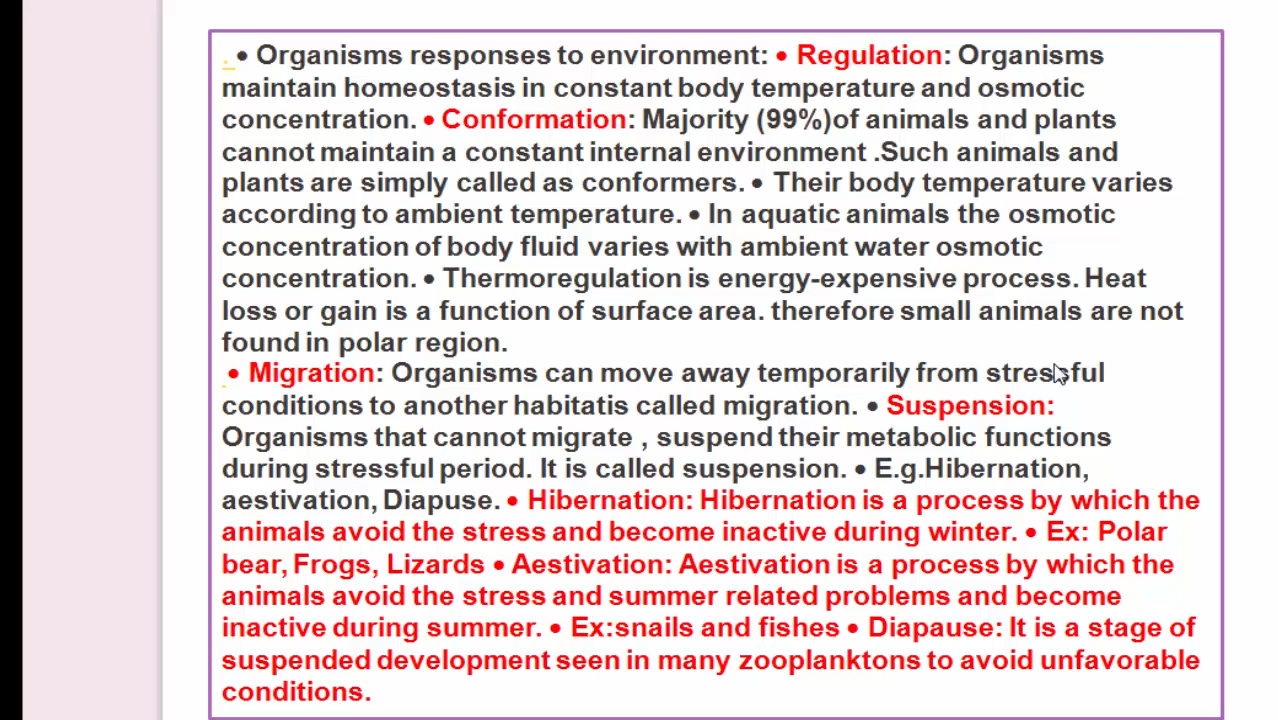 . • Organisms responses to environment: • Regulation: Organisms
maintain homeostasis in constant body temperature and osmotic
concentration. • Conformation: Majority (99%)of animals and plants
cannot maintain a constant internal environment .Such animals and
plants are simply called as conformers. • Their body temperature varies
according to ambient temperature. • In aquatic animals the osmotic
concentration of body fluid varies with ambient water osmotic
concentration. • Thermoregulation is energy-expensive process. Heat
loss or gain is a function of surface area. therefore small animals are not
found in polar region.
• Migration: Organisms can move away temporarily from stressful
conditions to another habitatis called migration. • Suspension:
Organisms that cannot migrate , suspend their metabolic functions
during stressful period. It is called suspension. • E.g.Hibernation,
aestivation, Diapuse. • Hibernation: Hibernation is a process by which the
animals avoid the stress and become inactive during winter. • Ex: Polar
bear, Frogs, Lizards • Aestivation: Aestivation is a process by which the
animals avoid the stress and summer related problems and become
inactive during summer. • Ex:snails and fishes • Diapause: It is a stage of
suspended development seen in many zooplanktons to avoid unfavorable
conditions.